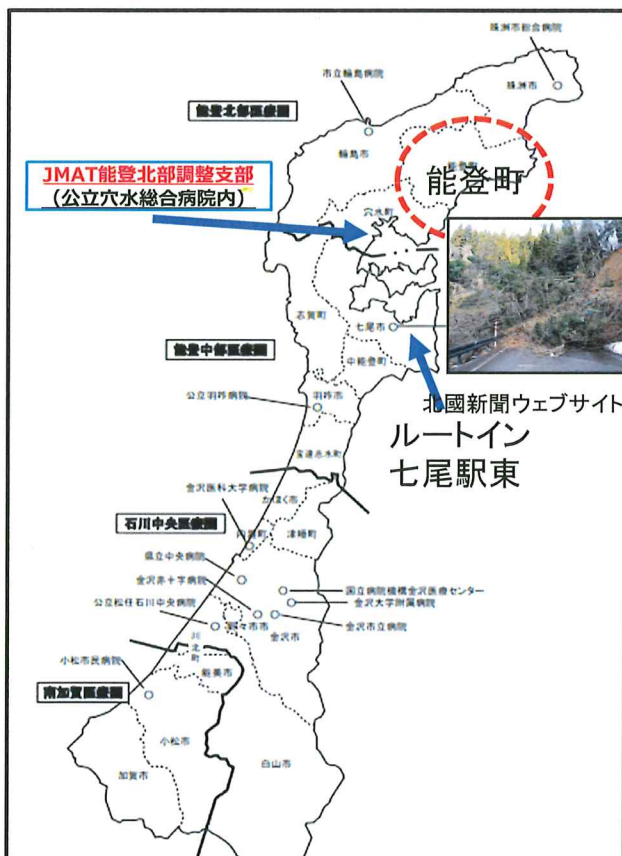 珠洲市総合病院
市立輪島病院
珠洲市
能登北部医療圏
輪島市
JMAT能登北部調整支部
(公立穴水総合病院内)
能登町
能登町
穴水町
志賀町
七尾市
能登中部医療圏
中能登町
公立羽咋病院
羽咋市
北國新聞ウェブサイト
ルートイン
七尾駅東
宝達志水町
金沢医科大学病院
かほく市
石川中央医療圏
内灘町
津幡町
県立中央病院
金沢赤十字病院
国立病院機構金沢医療センター
金沢大学附属病院
公立松任石川中央病院
野々市市
金沢市立病院
金沢市
川北町
小松市民病院
能美市
南加賀医療圏
小松市
白山市
加賀市